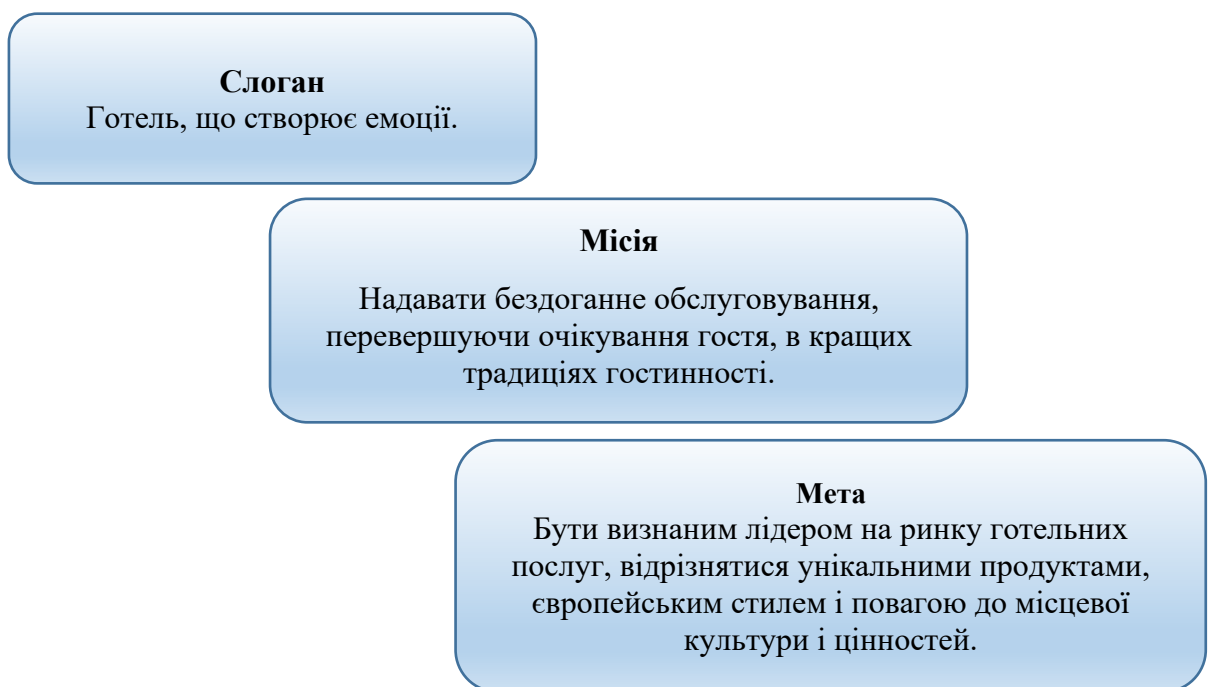 Слоган
Готель, що створює емоції.
Місія
Надавати бездоганне обслуговування,
перевершуючи очікування гостя, в кращих
традиціях гостинності.
Мета
Бути визнаним лідером на ринку готельних
послуг, відрізнятися унікальними продуктами,
європейським стилем і повагою до місцевої
культури і цінностей.